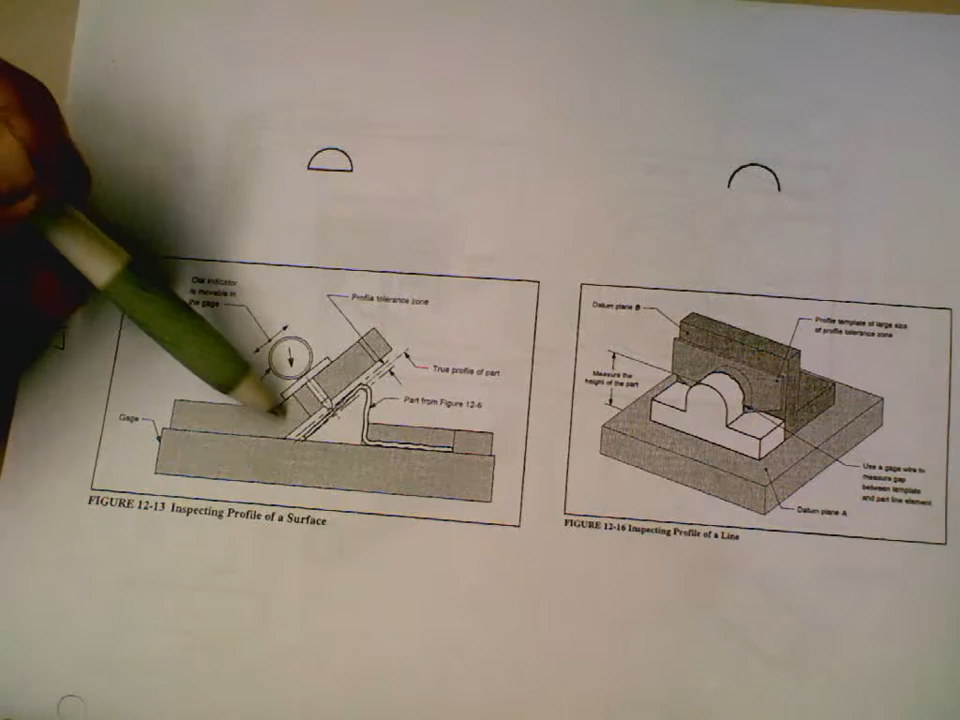 Dial indicator
is movable in
the gage
Profile tolerance zone
True profile of part
Part from Figure 12-6
Gage
FIGURE 12-13 Inspecting Profile of a Surface
Datum plane B
Profile template of large size
of profile tolerance zone
Measure the
height of the part
Use a gage wire to
measure gap
between template
and part line element
Datum plane A
FIGURE 12-16 Inspecting Profile of a Line